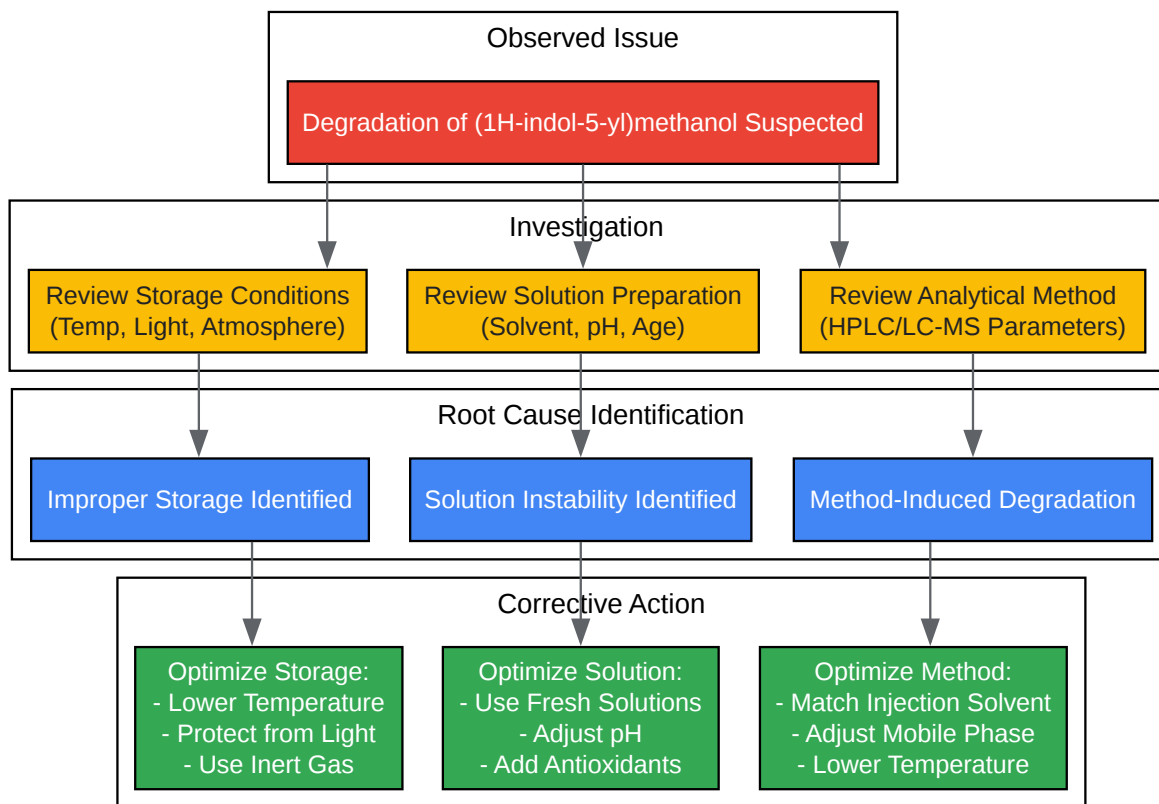 Observed Issue
Degradation of (1H-indol-5-yl)methanol Suspected
Investigation
Review Storage Conditions
(Temp, Light, Atmosphere)
Review Solution Preparation
(Solvent, pH, Age)
Review Analytical Method
(HPLC/LC-MS Parameters)
Root Cause Identification
Improper Storage Identified
Solution Instability Identified
Method-Induced Degradation
Corrective Action
Optimize Storage:
- Lower Temperature
- Protect from Light
- Use Inert Gas
Optimize Solution:
- Use Fresh Solutions
- Adjust pH
- Add Antioxidants
Optimize Method:
- Match Injection Solvent
- Adjust Mobile Phase
- Lower Temperature